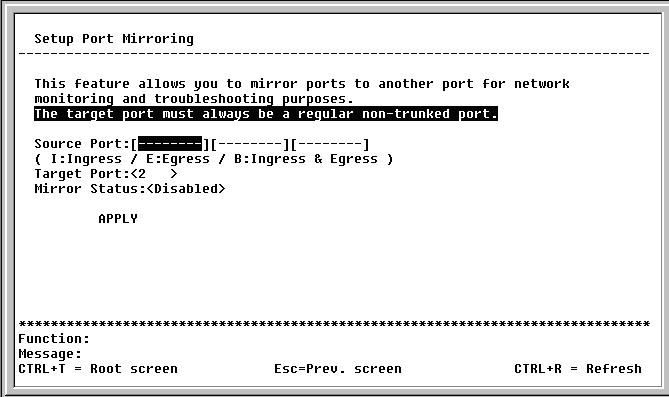 Setup Port Mirroring
This feature allows you to mirror ports to another port for network
monitoring and troubleshooting purposes.
The target port must always be a regular non-trunked port.
Source Port:[--------][--------][--------]
( I:Ingress / E:Egress / B:Ingress & Egress )
Target Port:<2   >
Mirror Status:<Disabled>
APPLY
*******************************************************************************
Function:
Message:
CTRL+T = Root screen Esc=Prev. screen CTRL+R = Refresh